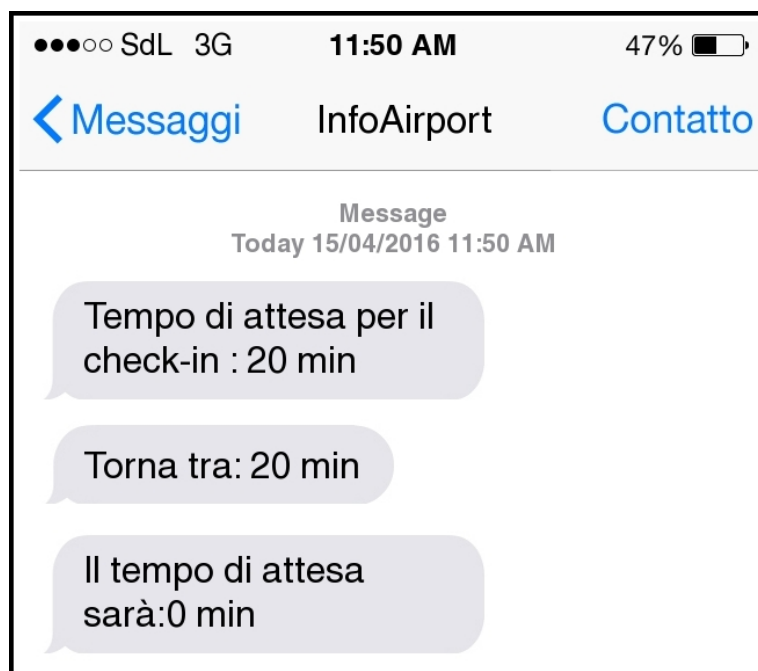 ●●●○○ SdL 3G 11:50 AM 47%
Messaggi InfoAirport Contatto
Message
Today 15/04/2016 11:50 AM
Tempo di attesa per il
check-in : 20 min
Torna tra: 20 min
Il tempo di attesa
sarà:0 min